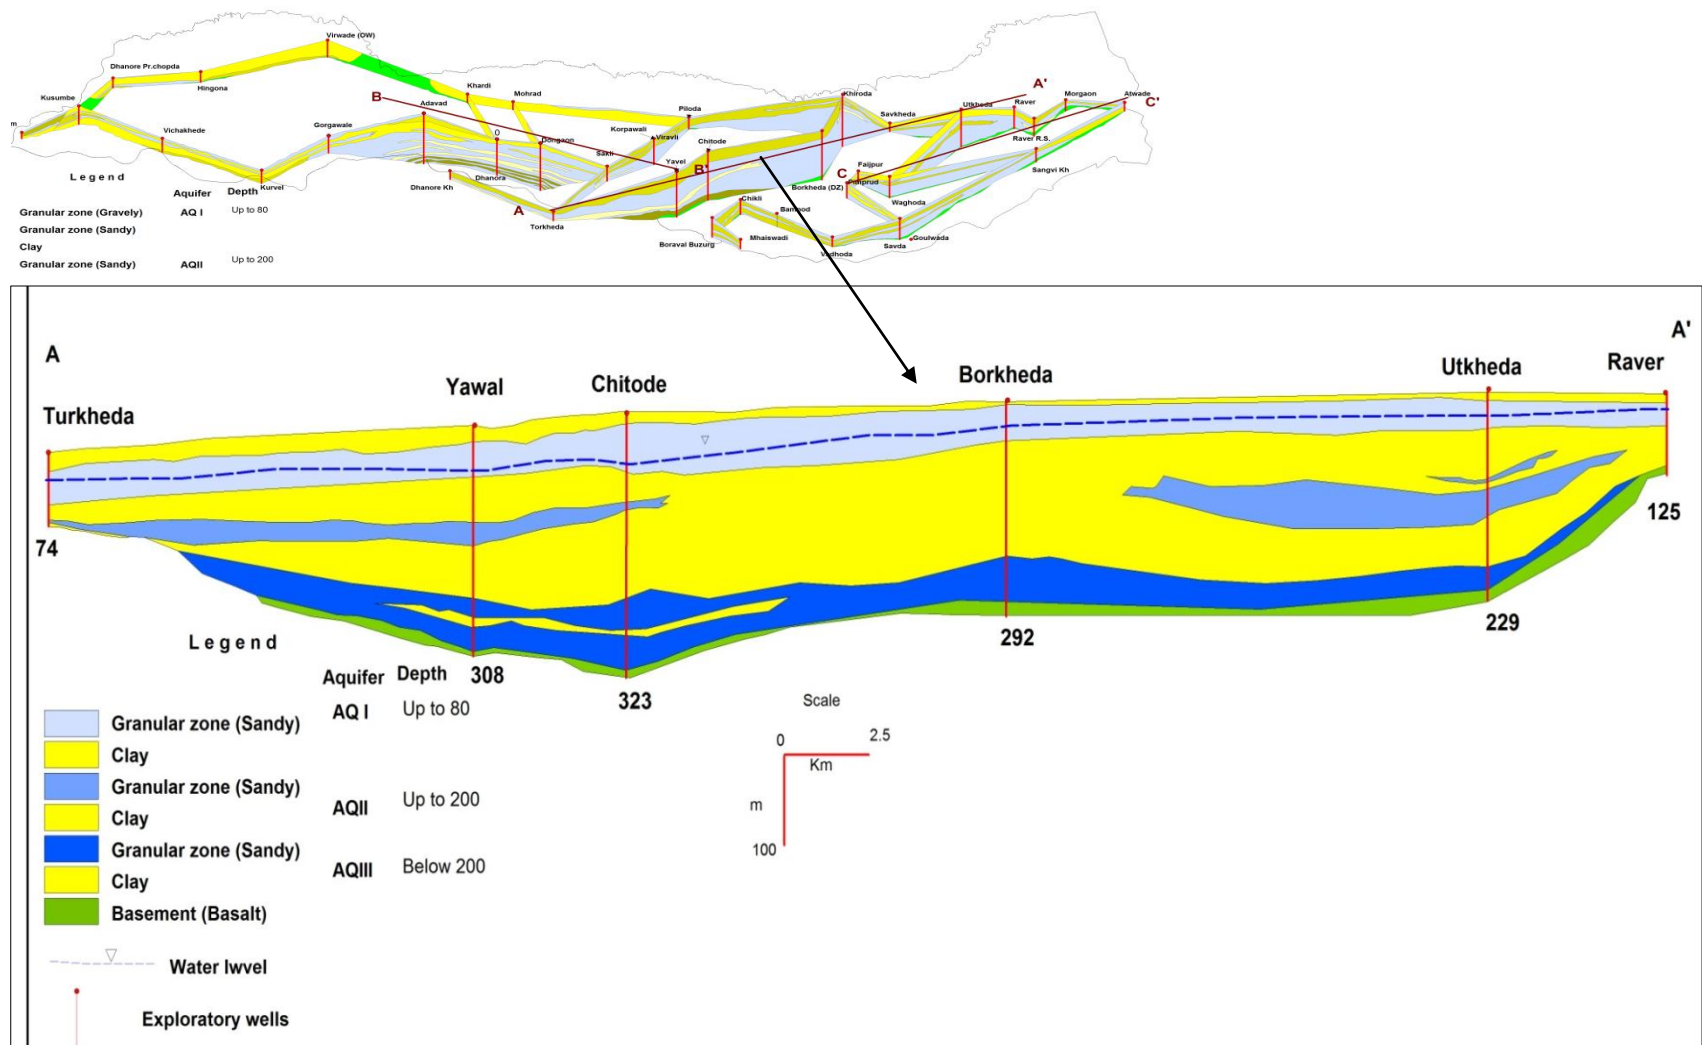 Virwade (OW)
Dhanore Pr.chopda
Hingona
Kusumbe
m
Vichakhede
Kurvel
Gorgawale
B
Adavad
Khardi
Mohrad
0
Dongaon
Dhanora
Dhanore Kh
Sakli
Korpawali
Viravli
Piloda
Chitode
Yavel
B'
A
Torkheda
Khiroda
Savkheda
Utkheda
Raver
A'
Morgaon
Atwade
C'
Raver R.S.
Sangvi Kh
Faijpur
C
Borkheda (DZ)
Waghoda
Chikli
Bamnod
Boraval Buzurg
Mhaiswadi
Vadhoda
Savda
Goulwada
Legend
Aquifer Depth
Granular zone (Gravely) AQ I Up to 80
Granular zone (Sandy)
Clay
Granular zone (Sandy) AQII Up to 200
A
A'
Turkheda
Yawal
Chitode
Borkheda
Utkheda
Raver
74
308
323
292
229
125
Legend
Aquifer Depth
Granular zone (Sandy) AQ I Up to 80
Clay
Granular zone (Sandy)
AQII Up to 200
Clay
Granular zone (Sandy)
AQIII Below 200
Clay
Basement (Basalt)
Water lwvel
Exploratory wells
Scale
0 2.5
Km
m
100